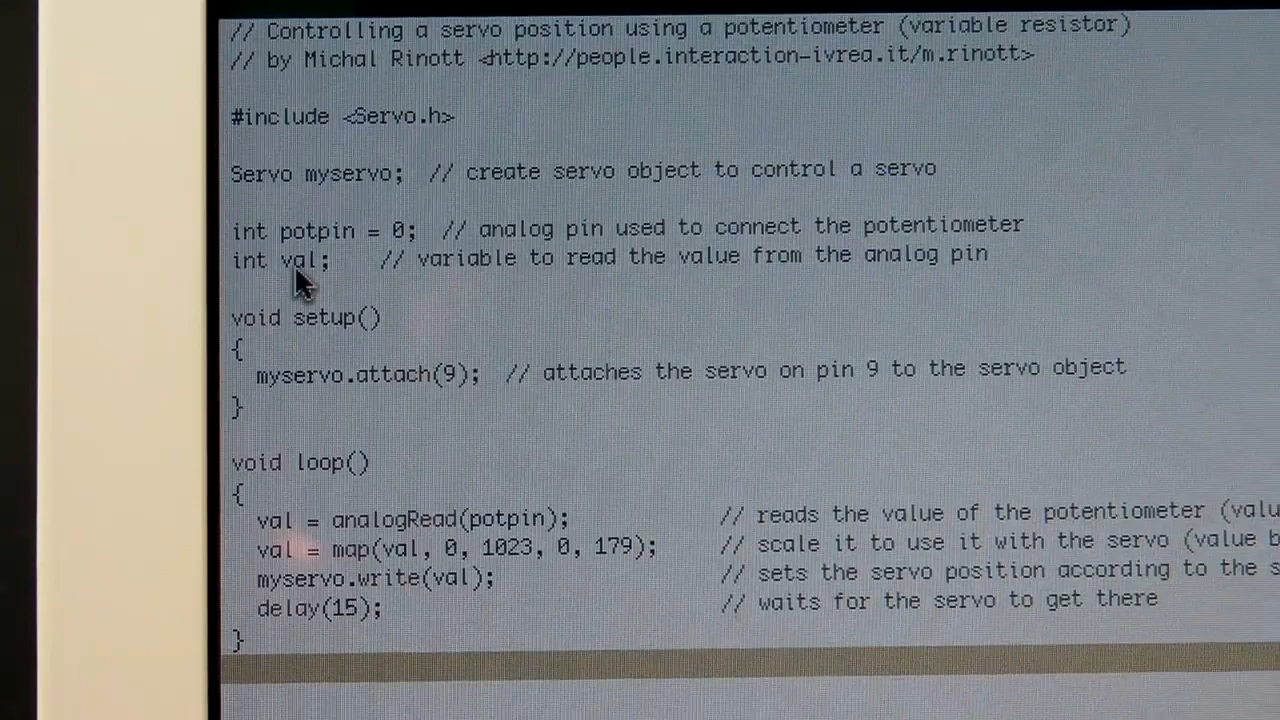 // Controlling a servo position using a potentiometer (variable resistor)
// by Michal Rinott <http://people.interaction-ivrea.it/m.rinott>
#include <Servo.h>
Servo myservo;  // create servo object to control a servo
int potpin = 0;  // analog pin used to connect the potentiometer
int val;    // variable to read the value from the analog pin
void setup()
{
  myservo.attach(9);  // attaches the servo on pin 9 to the servo object
}
void loop()
{
  val = analogRead(potpin);            // reads the value of the potentiometer
  val = map(val, 0, 1023, 0, 179);     // scale it to use it with the servo (value
  myservo.write(val);                  // sets the servo position according to the
  delay(15);                           // waits for the servo to get there
}